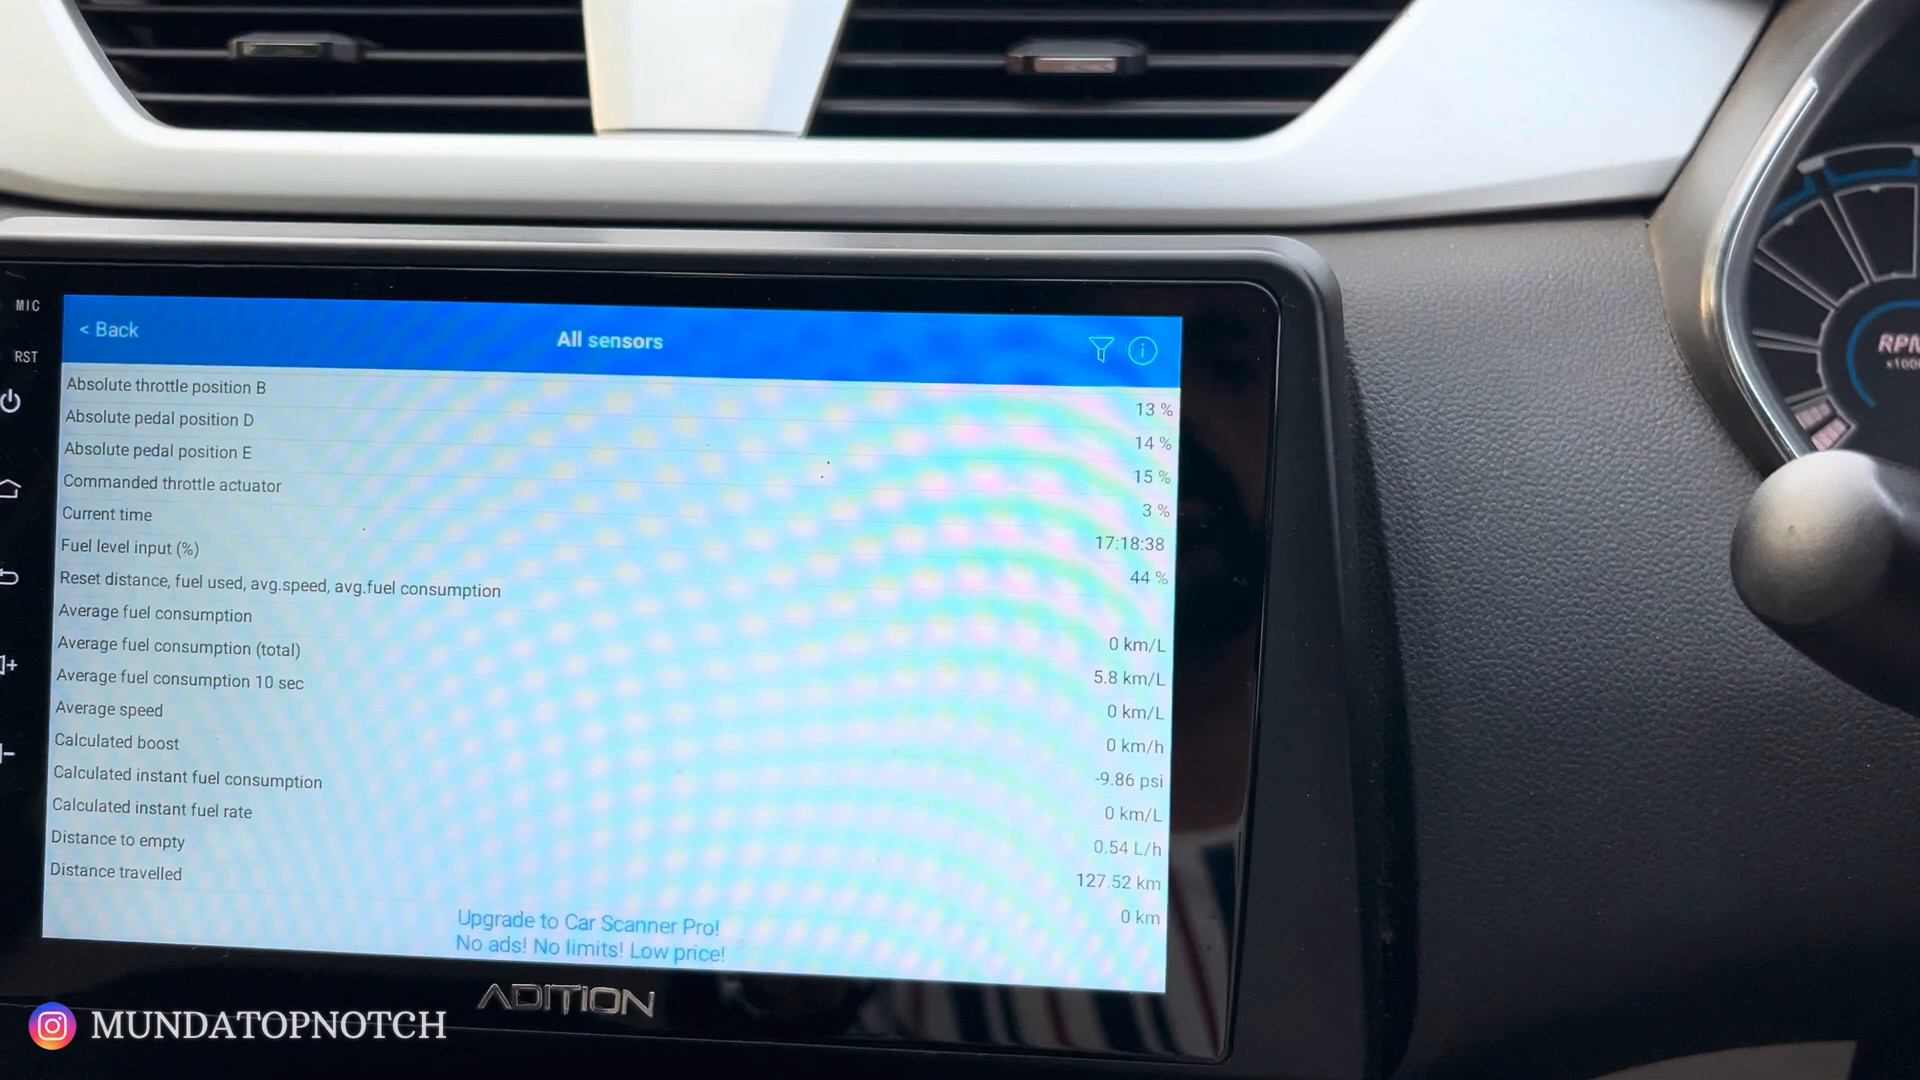 MIC
RST
< Back
All sensors
Absolute throttle position B 13 %
Absolute pedal position D 14 %
Absolute pedal position E 15 %
Commanded throttle actuator 3 %
Current time 17:18:38
Fuel level input (%) 44 %
Reset distance, fuel used, avg.speed, avg.fuel consumption
Average fuel consumption 0 km/L
Average fuel consumption (total) 5.8 km/L
Average fuel consumption 10 sec 0 km/L
Average speed 0 km/h
Calculated boost -9.86 psi
Calculated instant fuel consumption 0 km/L
Calculated instant fuel rate 0.54 L/h
Distance to empty 127.52 km
Distance travelled 0 km
Upgrade to Car Scanner Pro!
No ads! No limits! Low price!
ADITION
MUNDATOPNOTCH